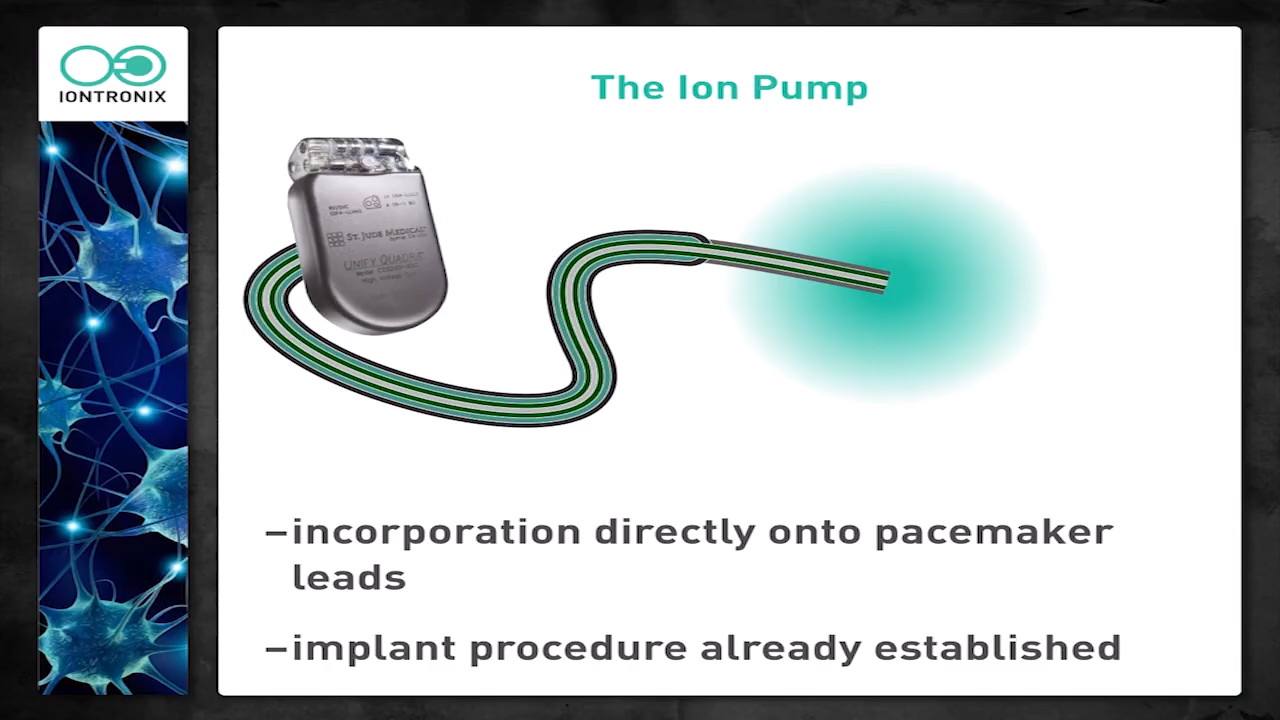 IONTRONIX
The Ion Pump
ST. JUDE MEDICAL
UNIFY QUADRA
–incorporation directly onto pacemaker
leads
–implant procedure already established